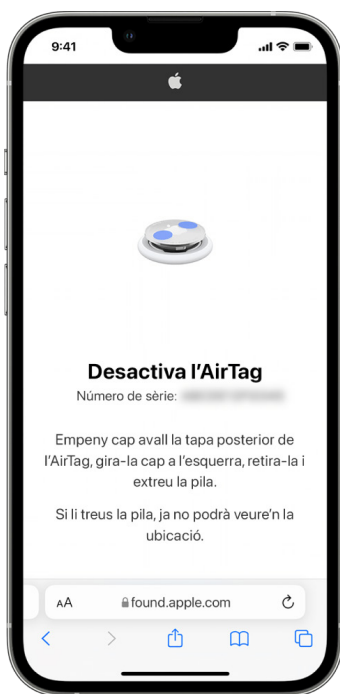 9:41
Desactiva l’AirTag
Número de sèrie:
Empeny cap avall la tapa posterior de
l’AirTag, gira-la cap a l’esquerra, retira-la i
extreu la pila.
Si li treus la pila, ja no podrà veure’n la
ubicació.
AA found.apple.com